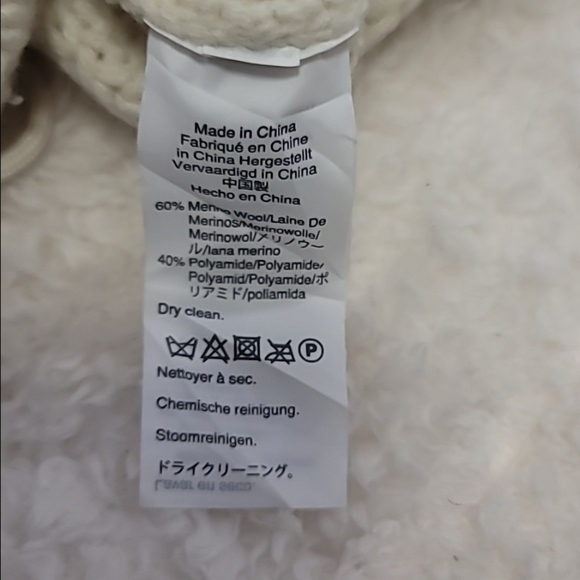 Made in China
Fabriqué en Chine
in China Hergestellt
Vervaardigd in China
中国製
Hecho en China
60% Merino Wool/Laine De
Merinos/Merinowolle/
Merinowol/メリノウー
ル/lana merino
40% Polyamide/Polyamide/
Polyamid/Polyamide/ポ
リアミド/poliamida
Dry clean.
P
Nettoyer à sec.
Chemische reinigung.
Stoomreinigen.
ドライクリーニング。